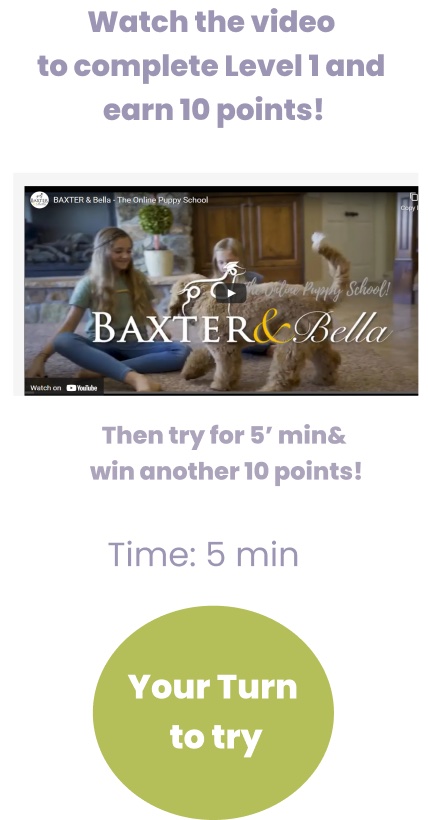 Watch the video
to complete Level 1 and
earn 10 points!
BAXTER & Bella - The Online Puppy School
Copy
The Online Puppy School!
BAXTER & Bella
Watch on YouTube
Then try for 5’ min&
win another 10 points!
Time: 5 min
Your Turn
to try